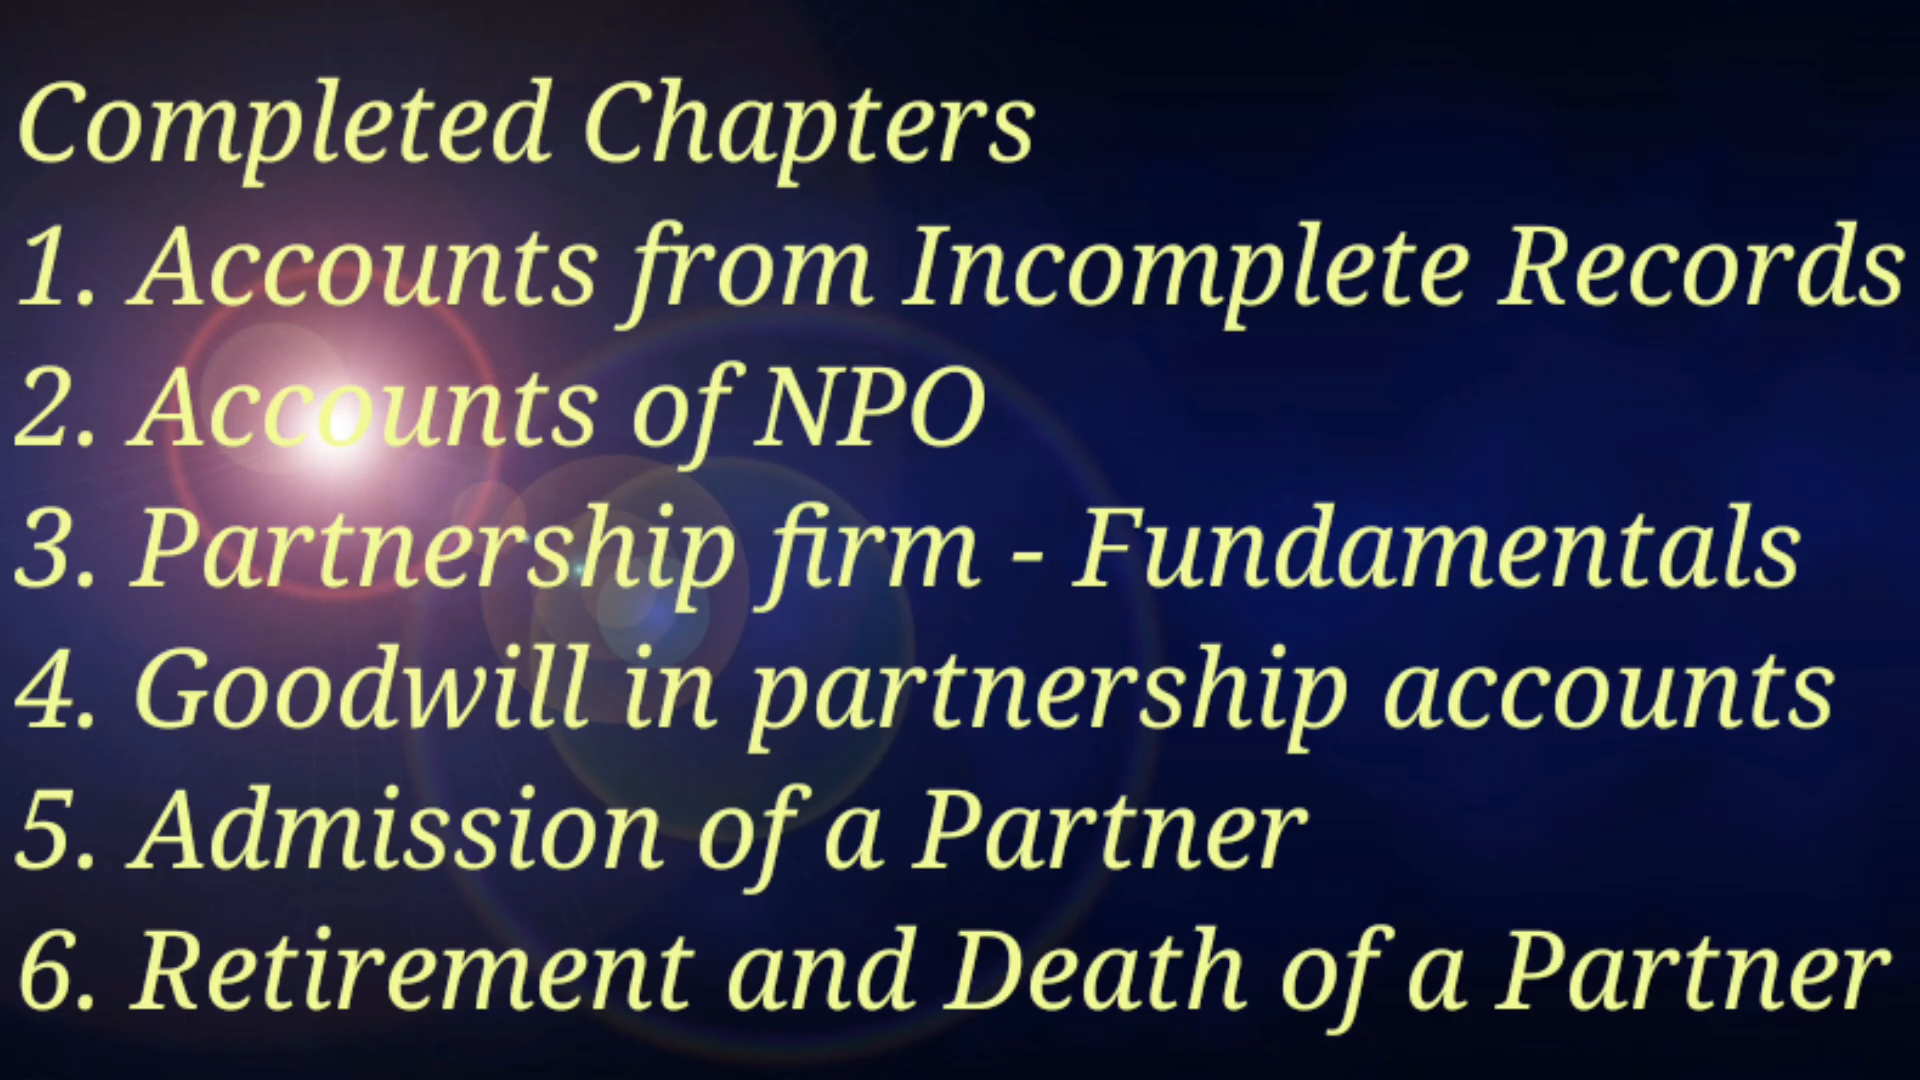 Completed Chapters
1. Accounts from Incomplete Records
2. Accounts of NPO
3. Partnership firm - Fundamentals
4. Goodwill in partnership accounts
5. Admission of a Partner
6. Retirement and Death of a Partner